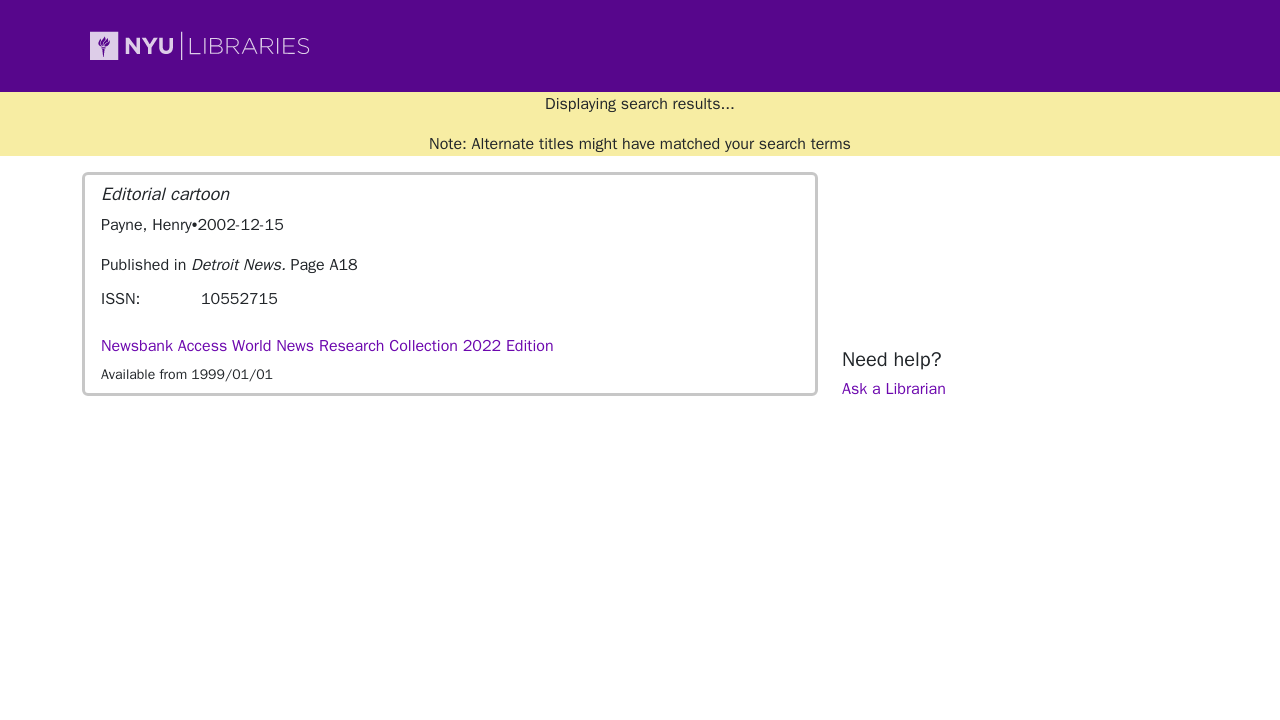 NYU LIBRARIES
Displaying search results...
Note: Alternate titles might have matched your search terms
Editorial cartoon
Payne, Henry•2002-12-15
Published in Detroit News. Page A18
ISSN: 10552715
Newsbank Access World News Research Collection 2022 Edition
Available from 1999/01/01
Need help?
Ask a Librarian